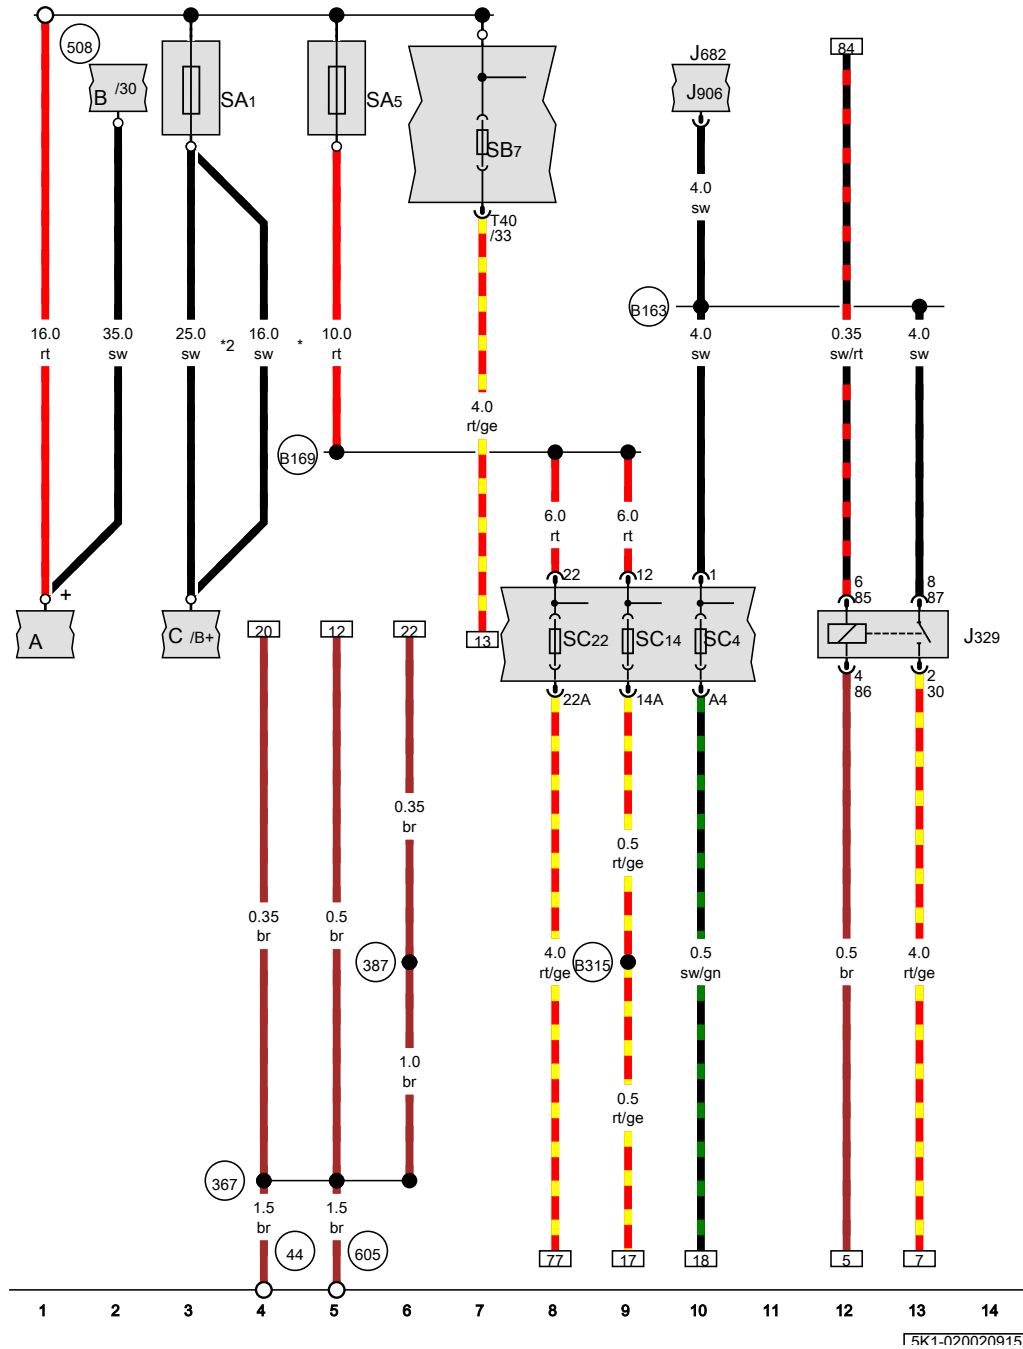 508
B /30
SA1
SA5
SB7
T40
/33
J682
J906
84
4.0
sw
B163
16.0
rt
35.0
sw
25.0
sw
*2
16.0
sw
*
10.0
rt
4.0
rt/ge
4.0
sw
0.35
sw/rt
4.0
sw
B169
6.0
rt
6.0
rt
22
12
1
6
85
8
87
+
A
C /B+
20
12
22
13
SC22
SC14
SC4
J329
22A
14A
A4
4
86
2
30
0.35
br
0.5
rt/ge
0.35
br
0.5
br
387
4.0
rt/ge
B315
0.5
sw/gn
0.5
br
4.0
rt/ge
1.0
br
0.5
rt/ge
367
1.5
br
1.5
br
44
605
77
17
18
5
7
1 2 3 4 5 6 7 8 9 10 11 12 13 14
5K1-020020915